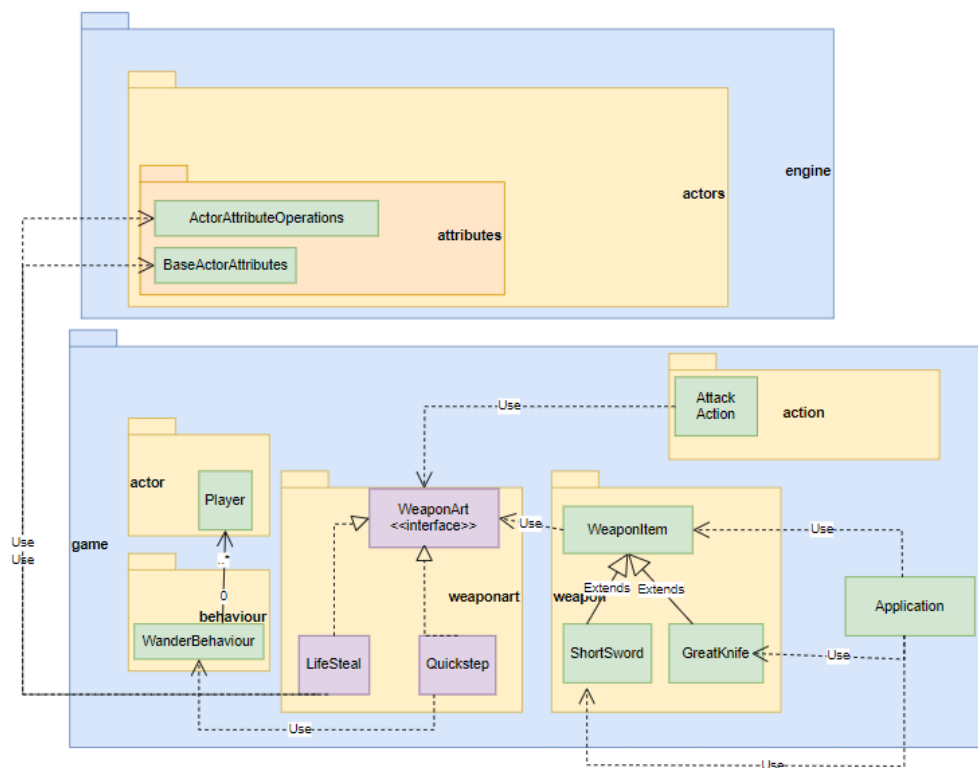 engine
actors
ActorAttributeOperations
attributes
BaseActorAttributes
Attack
Action
action
Use
actor
Player
WeaponArt
<<interface>>
Use
WeaponItem
Use
Use
Use
game
..*
0
behaviour
WanderBehaviour
weaponart
weapon
Extends
Extends
Application
LifeSteal
Quickstep
ShortSword
GreatKnife
Use
Use
Use